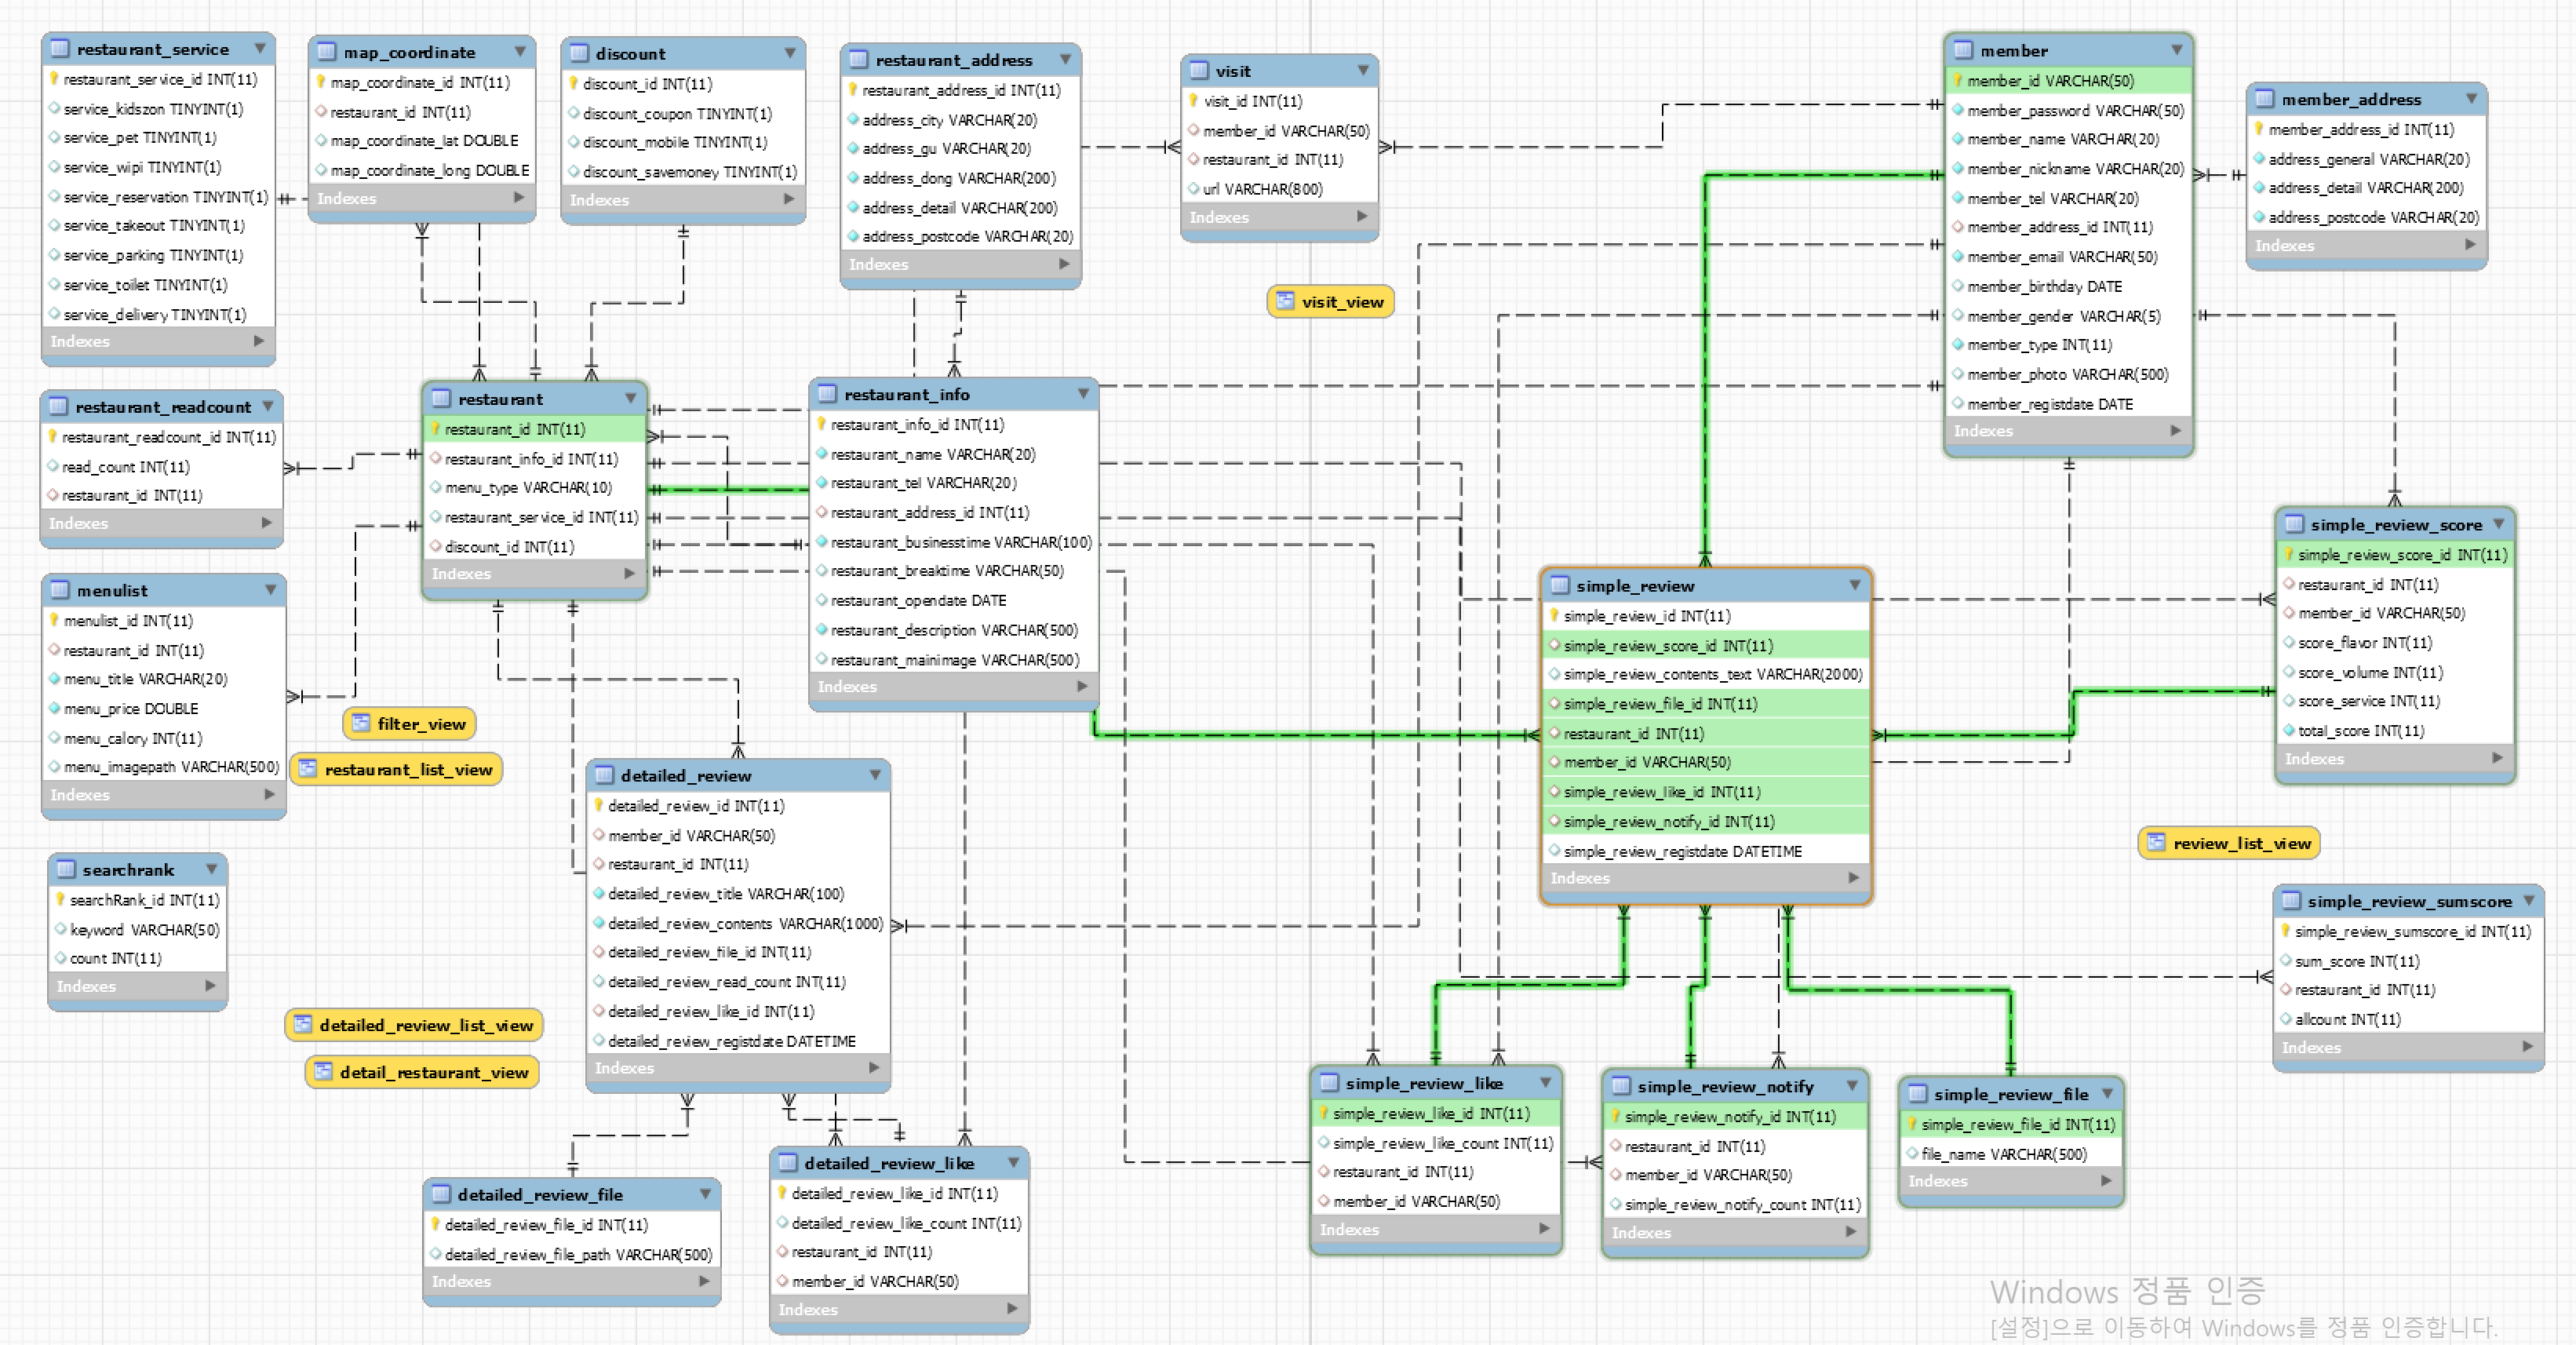 restaurant_service
restaurant_service_id INT(11)
service_kidszon TINYINT(1)
service_pet TINYINT(1)
service_wipi TINYINT(1)
service_reservation TINYINT(1)
service_takeout TINYINT(1)
service_parking TINYINT(1)
service_toilet TINYINT(1)
service_delivery TINYINT(1)
Indexes
map_coordinate
map_coordinate_id INT(11)
restaurant_id INT(11)
map_coordinate_lat DOUBLE
map_coordinate_long DOUBLE
Indexes
discount
discount_id INT(11)
discount_coupon TINYINT(1)
discount_mobile TINYINT(1)
discount_savemoney TINYINT(1)
Indexes
restaurant_address
restaurant_address_id INT(11)
address_city VARCHAR(20)
address_gu VARCHAR(20)
address_dong VARCHAR(200)
address_detail VARCHAR(200)
address_postcode VARCHAR(20)
Indexes
visit
visit_id INT(11)
member_id VARCHAR(50)
restaurant_id INT(11)
url VARCHAR(800)
Indexes
visit_view
member
member_id VARCHAR(50)
member_password VARCHAR(50)
member_name VARCHAR(20)
member_nickname VARCHAR(20)
member_tel VARCHAR(20)
member_address_id INT(11)
member_email VARCHAR(50)
member_birthday DATE
member_gender VARCHAR(5)
member_type INT(11)
member_photo VARCHAR(500)
member_registdate DATE
Indexes
member_address
member_address_id INT(11)
address_general VARCHAR(20)
address_detail VARCHAR(200)
address_postcode VARCHAR(20)
Indexes
restaurant_readcount
restaurant_readcount_id INT(11)
read_count INT(11)
restaurant_id INT(11)
Indexes
restaurant
restaurant_id INT(11)
restaurant_info_id INT(11)
menu_type VARCHAR(10)
restaurant_service_id INT(11)
discount_id INT(11)
Indexes
restaurant_info
restaurant_info_id INT(11)
restaurant_name VARCHAR(20)
restaurant_tel VARCHAR(20)
restaurant_address_id INT(11)
restaurant_businesstime VARCHAR(100)
restaurant_breaktime VARCHAR(50)
restaurant_opendate DATE
restaurant_description VARCHAR(500)
restaurant_mainimage VARCHAR(500)
Indexes
menulist
menulist_id INT(11)
restaurant_id INT(11)
menu_title VARCHAR(20)
menu_price DOUBLE
menu_calory INT(11)
menu_imagepath VARCHAR(500)
Indexes
filter_view
restaurant_list_view
simple_review
simple_review_id INT(11)
simple_review_score_id INT(11)
simple_review_contents_text VARCHAR(2000)
simple_review_file_id INT(11)
restaurant_id INT(11)
member_id VARCHAR(50)
simple_review_like_id INT(11)
simple_review_notify_id INT(11)
simple_review_registdate DATETIME
Indexes
simple_review_score
simple_review_score_id INT(11)
restaurant_id INT(11)
member_id VARCHAR(50)
score_flavor INT(11)
score_volume INT(11)
score_service INT(11)
total_score INT(11)
Indexes
review_list_view
searchrank
searchRank_id INT(11)
keyword VARCHAR(50)
count INT(11)
Indexes
detailed_review
detailed_review_id INT(11)
member_id VARCHAR(50)
restaurant_id INT(11)
detailed_review_title VARCHAR(100)
detailed_review_contents VARCHAR(1000)
detailed_review_file_id INT(11)
detailed_review_read_count INT(11)
detailed_review_like_id INT(11)
detailed_review_registdate DATETIME
Indexes
simple_review_sumscore
simple_review_sumscore_id INT(11)
sum_score INT(11)
restaurant_id INT(11)
allcount INT(11)
Indexes
detailed_review_list_view
detail_restaurant_view
detailed_review_file
detailed_review_file_id INT(11)
detailed_review_file_path VARCHAR(500)
Indexes
detailed_review_like
detailed_review_like_id INT(11)
detailed_review_like_count INT(11)
restaurant_id INT(11)
member_id VARCHAR(50)
Indexes
simple_review_like
simple_review_like_id INT(11)
simple_review_like_count INT(11)
restaurant_id INT(11)
member_id VARCHAR(50)
Indexes
simple_review_notify
simple_review_notify_id INT(11)
restaurant_id INT(11)
member_id VARCHAR(50)
simple_review_notify_count INT(11)
Indexes
simple_review_file
simple_review_file_id INT(11)
file_name VARCHAR(500)
Indexes
Windows 정품 인증
[설정]으로 이동하여 Windows를 정품 인증합니다.